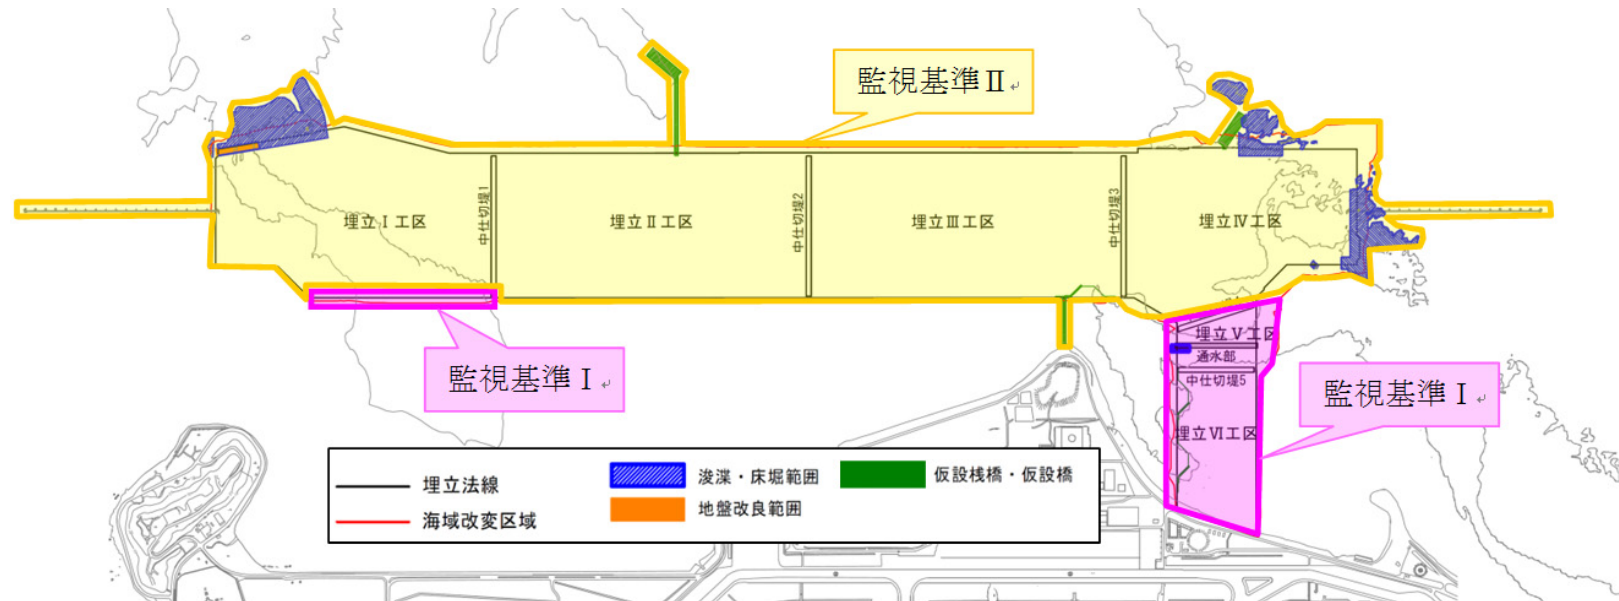 監視基準Ⅱ
中仕切堤1
中仕切堤2
中仕切堤3
埋立Ⅰ工区
埋立Ⅱ工区
埋立Ⅲ工区
埋立Ⅳ工区
埋立Ⅴ工区
通水部
中仕切堤5
埋立Ⅵ工区
監視基準Ⅰ
監視基準Ⅰ
埋立法線
海域改変区域
浚渫・床堀範囲
地盤改良範囲
仮設桟橋・仮設橋